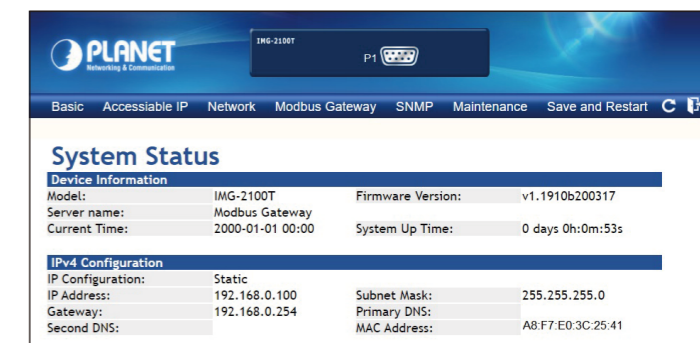 PLANET
Networking & Communication
IMG-2100T
P1
Basic Accessiable IP Network Modbus Gateway SNMP Maintenance Save and Restart
System Status
Device Information
Model: IMG-2100T Firmware Version: v1.1910b200317
Server name: Modbus Gateway
Current Time: 2000-01-01 00:00 System Up Time: 0 days 0h:0m:53s
IPv4 Configuration
IP Configuration: Static
IP Address: 192.168.0.100 Subnet Mask: 255.255.255.0
Gateway: 192.168.0.254 Primary DNS:
Second DNS: MAC Address: A8:F7:E0:3C:25:41